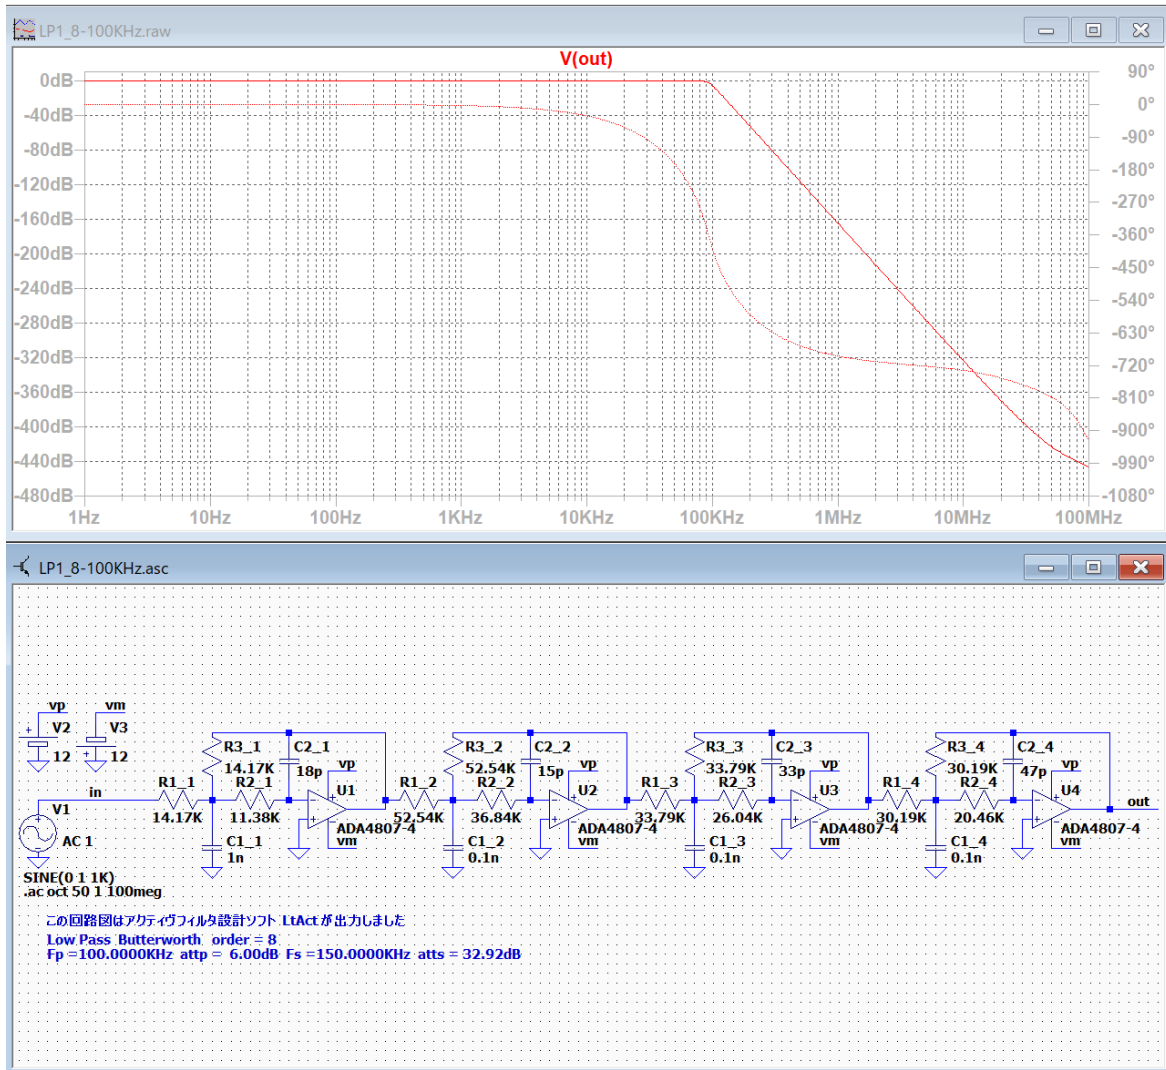 LP1_8-100KHz.raw
V(out)
0dB
-40dB
-80dB
-120dB
-160dB
-200dB
-240dB
-280dB
-320dB
-360dB
-400dB
-440dB
-480dB
90°
0°
-90°
-180°
-270°
-360°
-450°
-540°
-630°
-720°
-810°
-900°
-990°
-1080°
1Hz 10Hz 100Hz 1KHz 10KHz 100KHz 1MHz 10MHz 100MHz
LP1_8-100KHz.asc
vp vm
V2 V3
12 12
in
V1
AC 1
SINE(0 1 1K)
.ac oct 50 1 100meg
R3_1
14.17K
C2_1
18p
R1_1
14.17K
R2_1
11.38K
C1_1
1n
vp
U1
ADA4807-4
vm
R3_2
52.54K
C2_2
15p
R1_2
52.54K
R2_2
36.84K
C1_2
0.1n
vp
U2
ADA4807-4
vm
R3_3
33.79K
C2_3
33p
R1_3
33.79K
R2_3
26.04K
C1_3
0.1n
vp
U3
ADA4807-4
vm
R3_4
30.19K
C2_4
47p
R1_4
30.19K
R2_4
20.46K
C1_4
0.1n
vp
U4
ADA4807-4
vm
out
この回路図はアクティヴフィルタ設計ソフト LtAct が出力しました
Low Pass Butterworth order = 8
Fp =100.0000KHz attp = 6.00dB Fs =150.0000KHz atts = 32.92dB